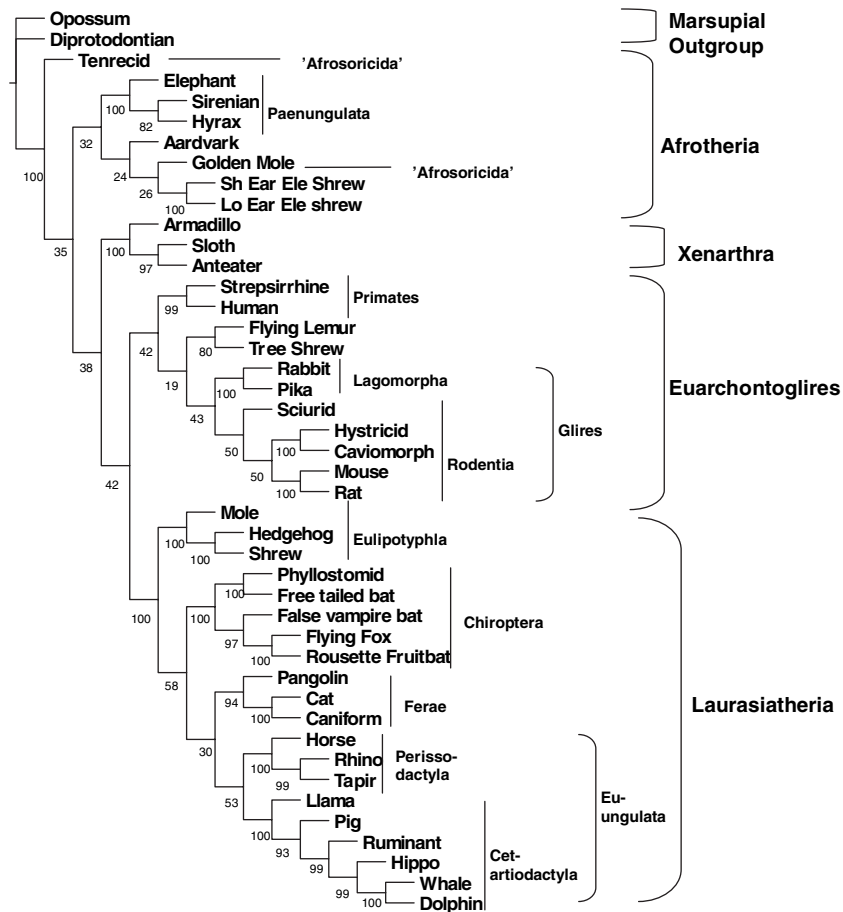 Opossum
Diprotodontian
Marsupial
Outgroup
Tenrecid
'Afrosoricida'
Elephant
100
Sirenian
82
Hyrax
Paenungulata
32
Aardvark
24
Golden Mole
'Afrosoricida'
26
Sh Ear Ele Shrew
100
Lo Ear Ele shrew
Afrotheria
100
35
Armadillo
100
Sloth
97
Anteater
Xenarthra
38
Strepsirrhine
99
Human
Primates
42
Flying Lemur
80
Tree Shrew
19
Rabbit
100
Pika
Lagomorpha
43
Sciurid
50
Hystricid
100
Caviomorph
50
Mouse
100
Rat
Rodentia
Glires
Euarchontoglires
42
Mole
100
Hedgehog
100
Shrew
Eulipotyphla
100
Phyllostomid
100
Free tailed bat
100
False vampire bat
97
Flying Fox
100
Rousette Fruitbat
Chiroptera
58
Pangolin
94
Cat
100
Caniform
Ferae
30
Horse
100
Rhino
99
Tapir
Perisso-
dactyla
53
Llama
100
Pig
93
Ruminant
99
Hippo
99
Whale
100
Dolphin
Cet-
artiodactyla
Eu-
ungulata
Laurasiatheria